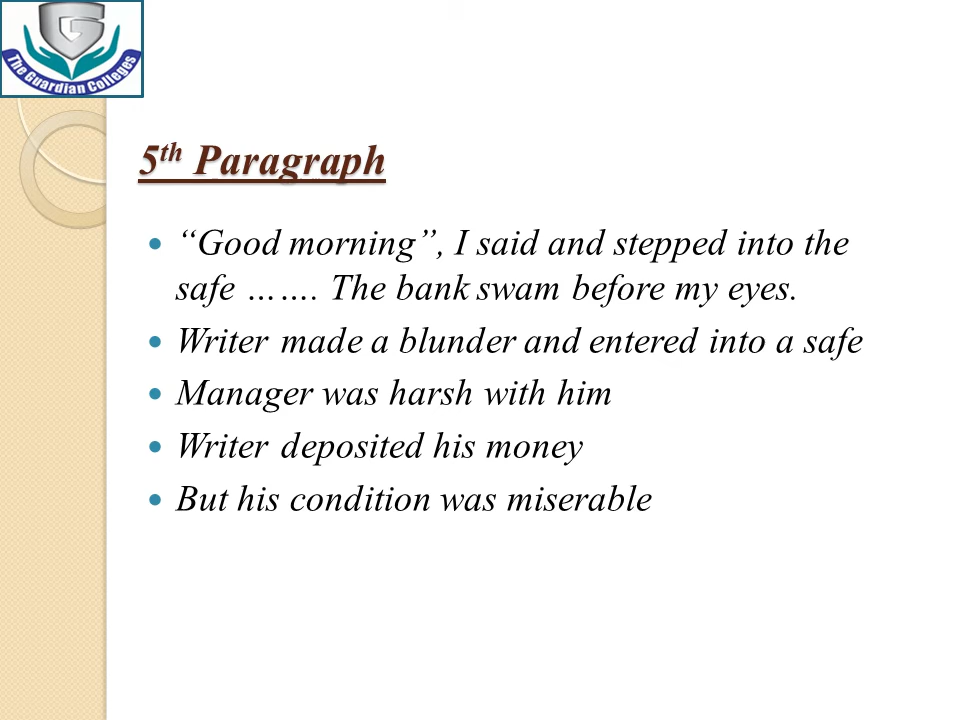 G
The Guardian Colleges
5th Paragraph
“Good morning”, I said and stepped into the
safe ……. The bank swam before my eyes.
Writer made a blunder and entered into a safe
Manager was harsh with him
Writer deposited his money
But his condition was miserable